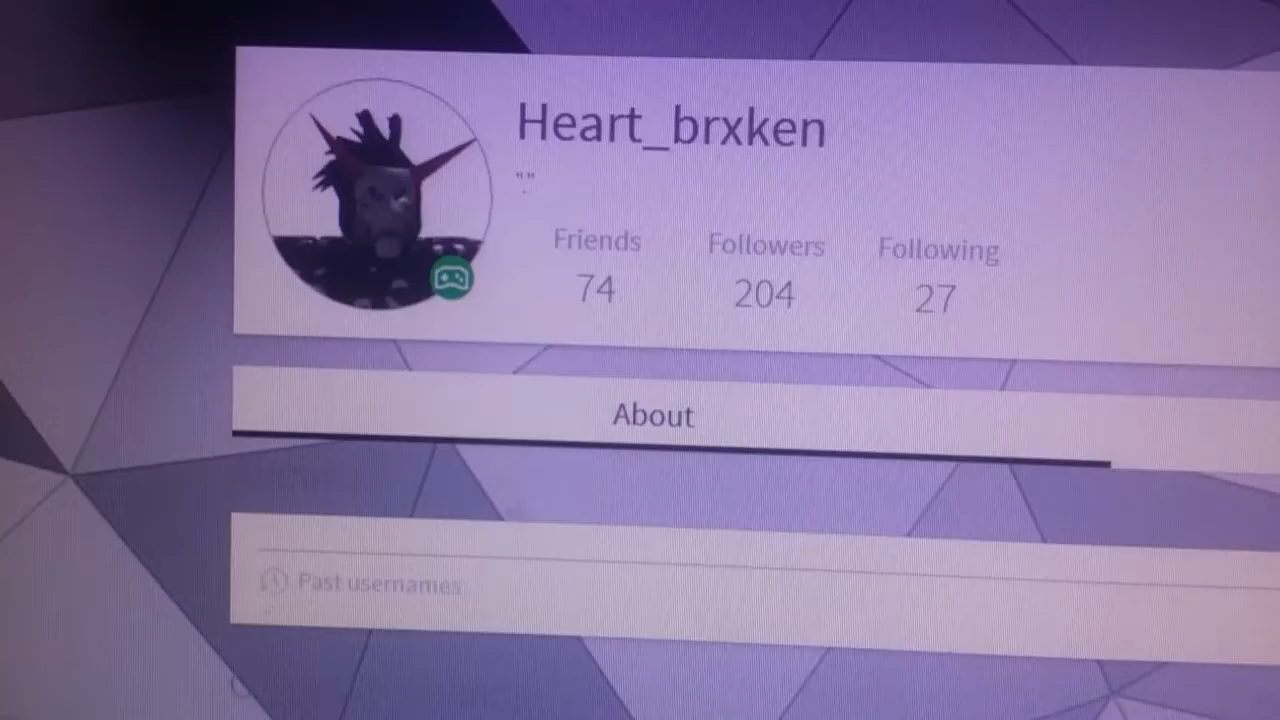 Heart_brxken
""
Friends Followers Following
74 204 27
About
Past usernames